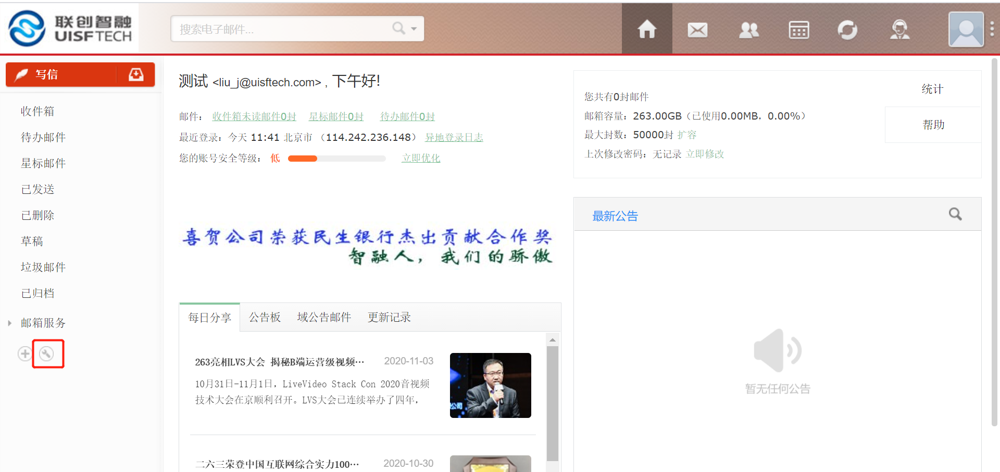 联创智融
UISFTECH
搜索电子邮件...
写信
收件箱
待办邮件
星标邮件
已发送
已删除
草稿
垃圾邮件
已归档
邮箱服务
测试 <liu_j@uisftech.com> , 下午好!
邮件： 收件箱未读邮件0封 星标邮件0封 待办邮件0封
最近登录：今天 11:41 北京市 （114.242.236.148） 异地登录日志
您的账号安全等级： 低 立即优化
喜贺公司荣获民生银行杰出贡献合作奖
智融人，我们的骄傲
每日分享 公告板 域公告邮件 更新记录
263亮相LVS大会 揭秘B端运营级视频… 2020-11-03
10月31日-11月1日，LiveVideo Stack Con 2020音视频
技术大会在京顺利召开。LVS大会已连续举办了四年，
公司
二六三荣登中国互联网综合实力100… 2020-10-30
您共有0封邮件
邮箱容量：263.00GB（已使用0.00MB，0.00%）
最大封数：50000封 扩容
上次修改密码：无记录 立即修改
统计
帮助
最新公告
暂无任何公告